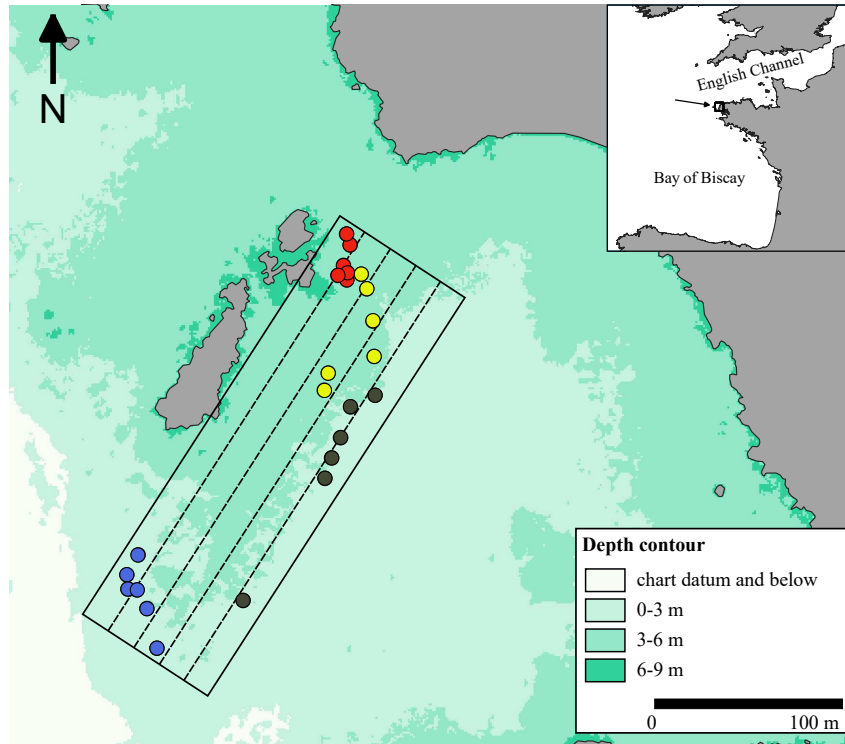 N
English Channel
Bay of Biscay
Depth contour
chart datum and below
0-3 m
3-6 m
6-9 m
0 100 m